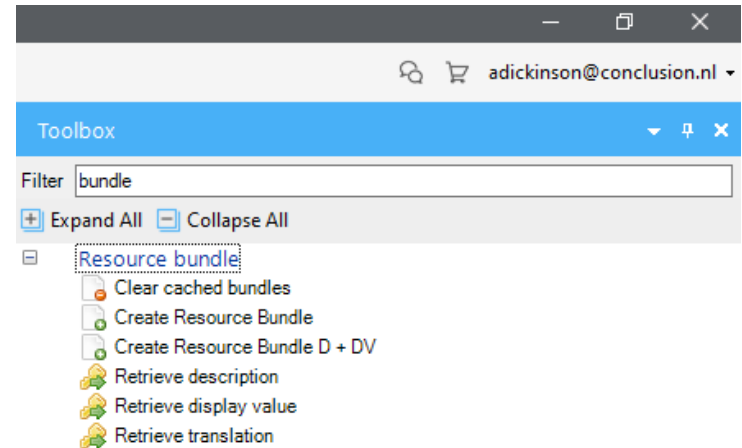 adickinson@conclusion.nl
Toolbox
Filter bundle
Expand All Collapse All
Resource bundle
Clear cached bundles
Create Resource Bundle
Create Resource Bundle D + DV
Retrieve description
Retrieve display value
Retrieve translation